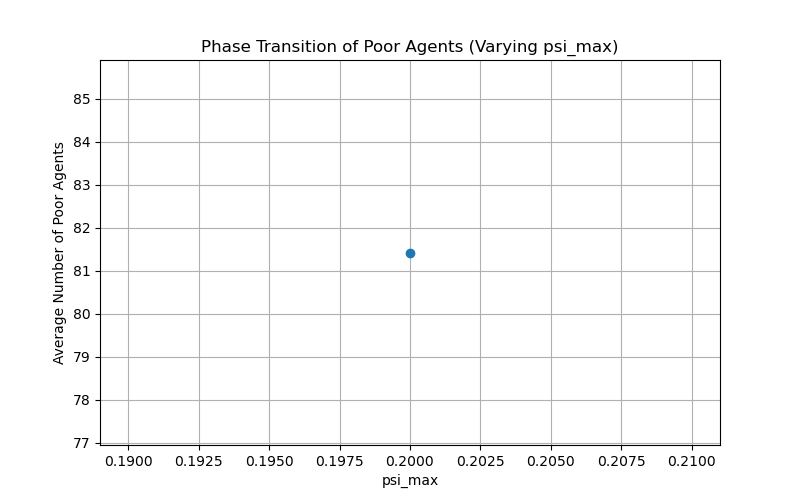 Phase Transition of Poor Agents (Varying psi_max)
Average Number of Poor Agents
85
84
83
82
81
80
79
78
77
0.1900 0.1925 0.1950 0.1975 0.2000 0.2025 0.2050 0.2075 0.2100
psi_max